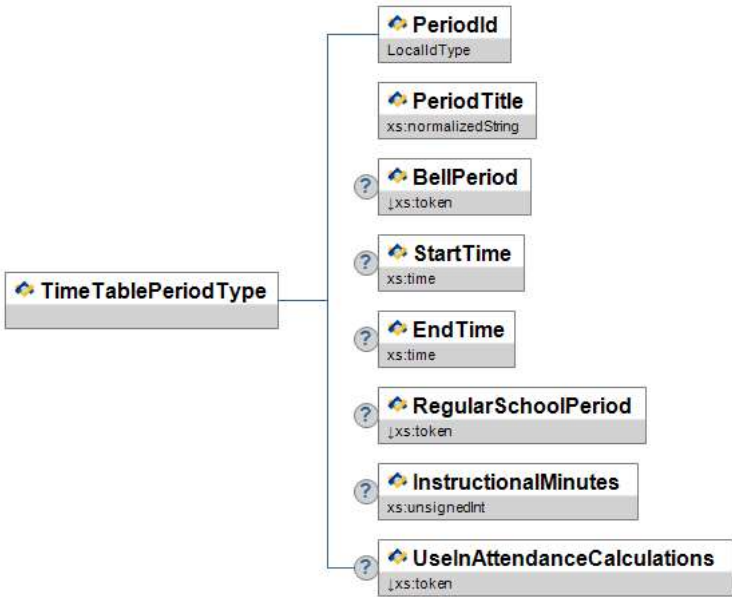 PeriodId
LocalIdType
PeriodTitle
xs:normalizedString
?
BellPeriod
↓xs:token
?
StartTime
xs:time
TimeTablePeriodType
?
EndTime
xs:time
?
RegularSchoolPeriod
↓xs:token
?
InstructionalMinutes
xs:unsignedInt
?
UseInAttendanceCalculations
↓xs:token